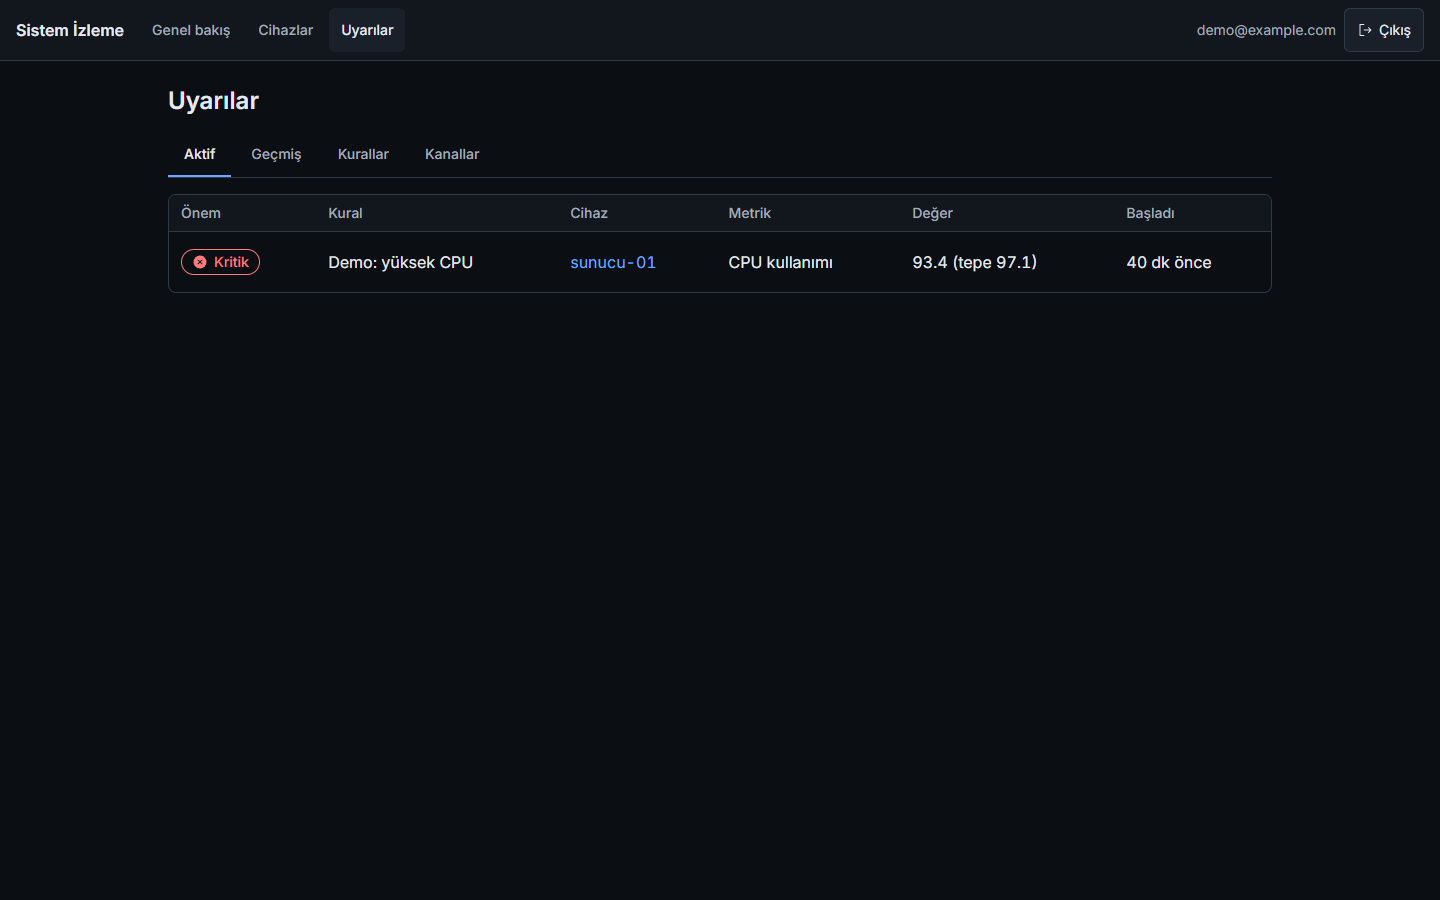 Sistem İzleme Genel bakış Cihazlar Uyarılar demo@example.com Çıkış
Uyarılar
Aktif Geçmiş Kurallar Kanallar
Önem Kural Cihaz Metrik Değer Başladı
Kritik Demo: yüksek CPU sunucu-01 CPU kullanımı 93.4 (tepe 97.1) 40 dk önce